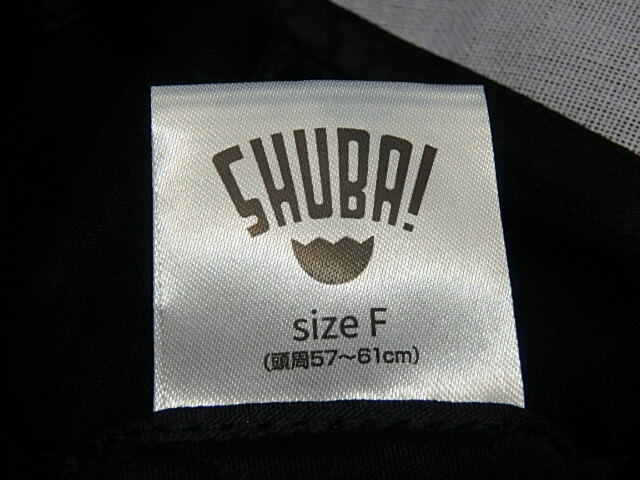 SHUBA!
size F
(頭周57～61cm)